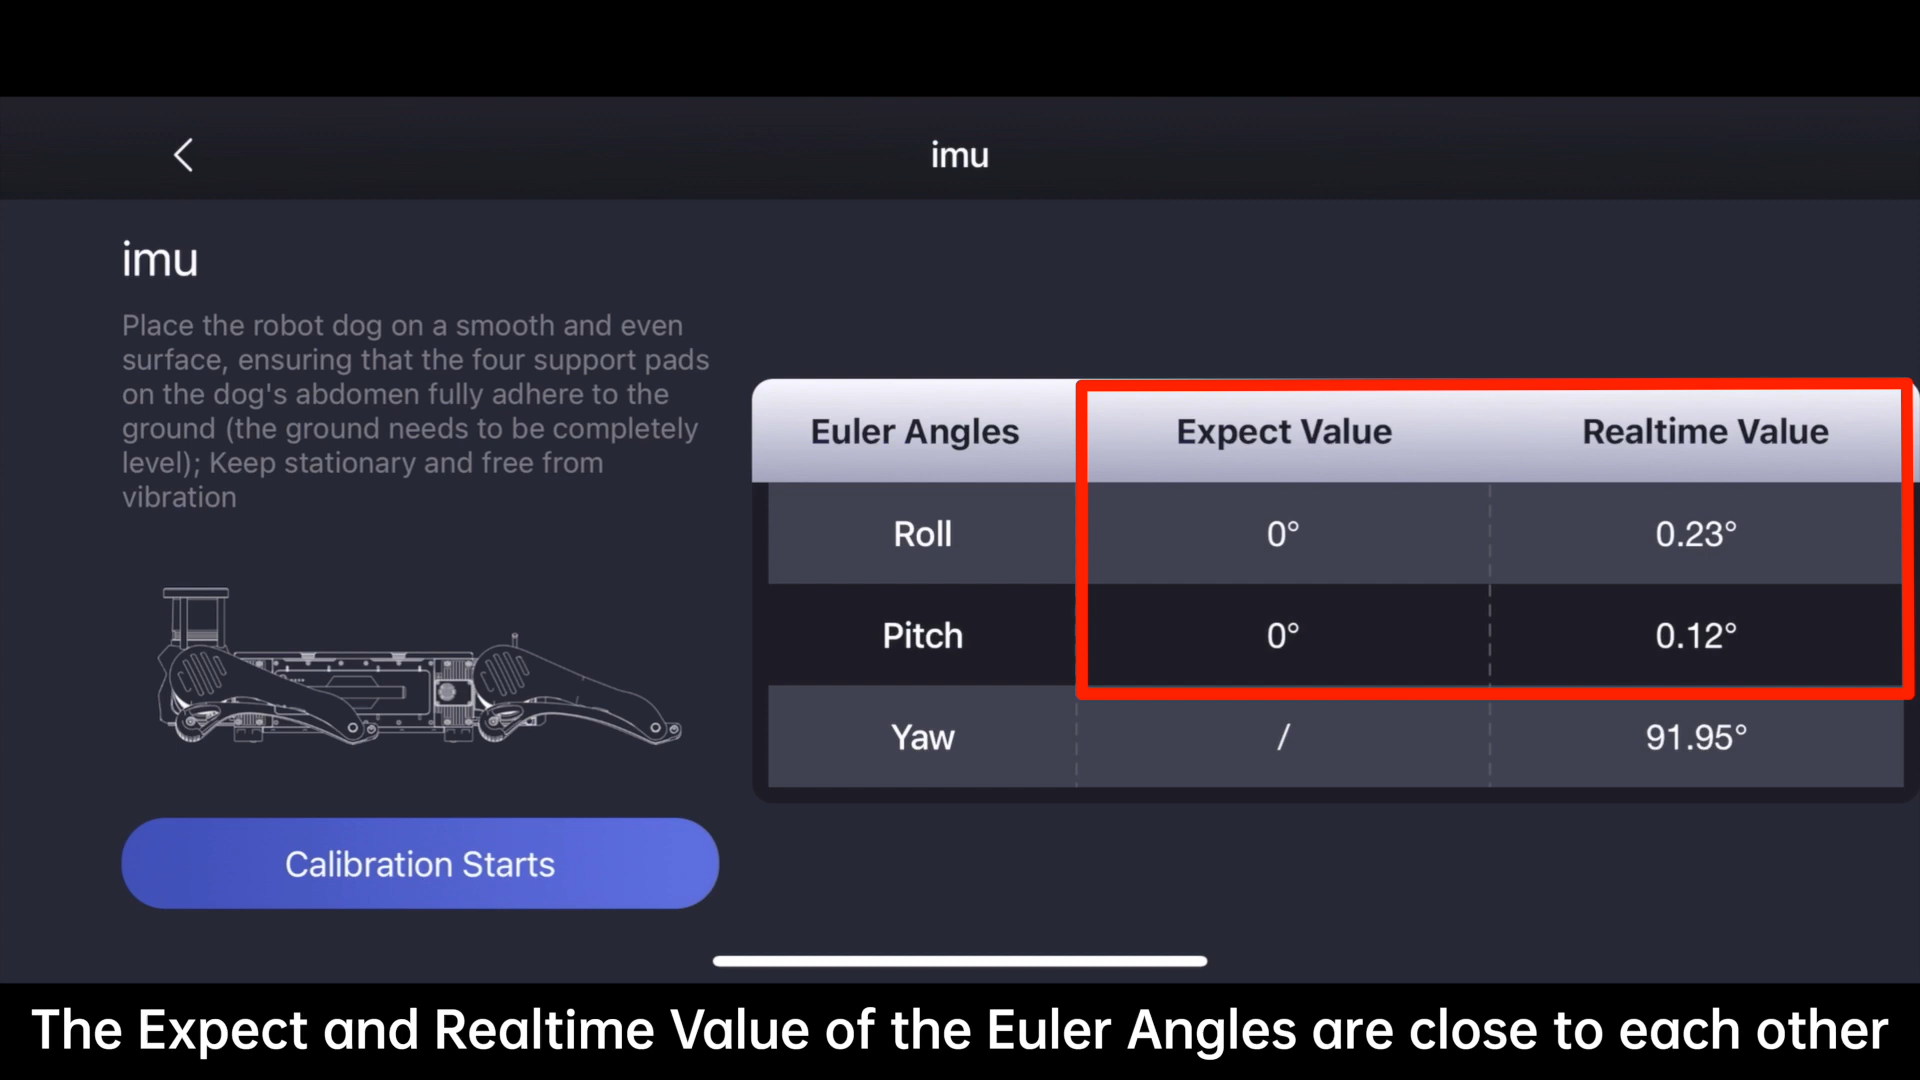 imu
imu
Place the robot dog on a smooth and even
surface, ensuring that the four support pads
on the dog's abdomen fully adhere to the
ground (the ground needs to be completely
level); Keep stationary and free from
vibration
Calibration Starts
Euler Angles Expect Value Realtime Value
Roll 0° 0.23°
Pitch 0° 0.12°
Yaw / 91.95°
The Expect and Realtime Value of the Euler Angles are close to each other